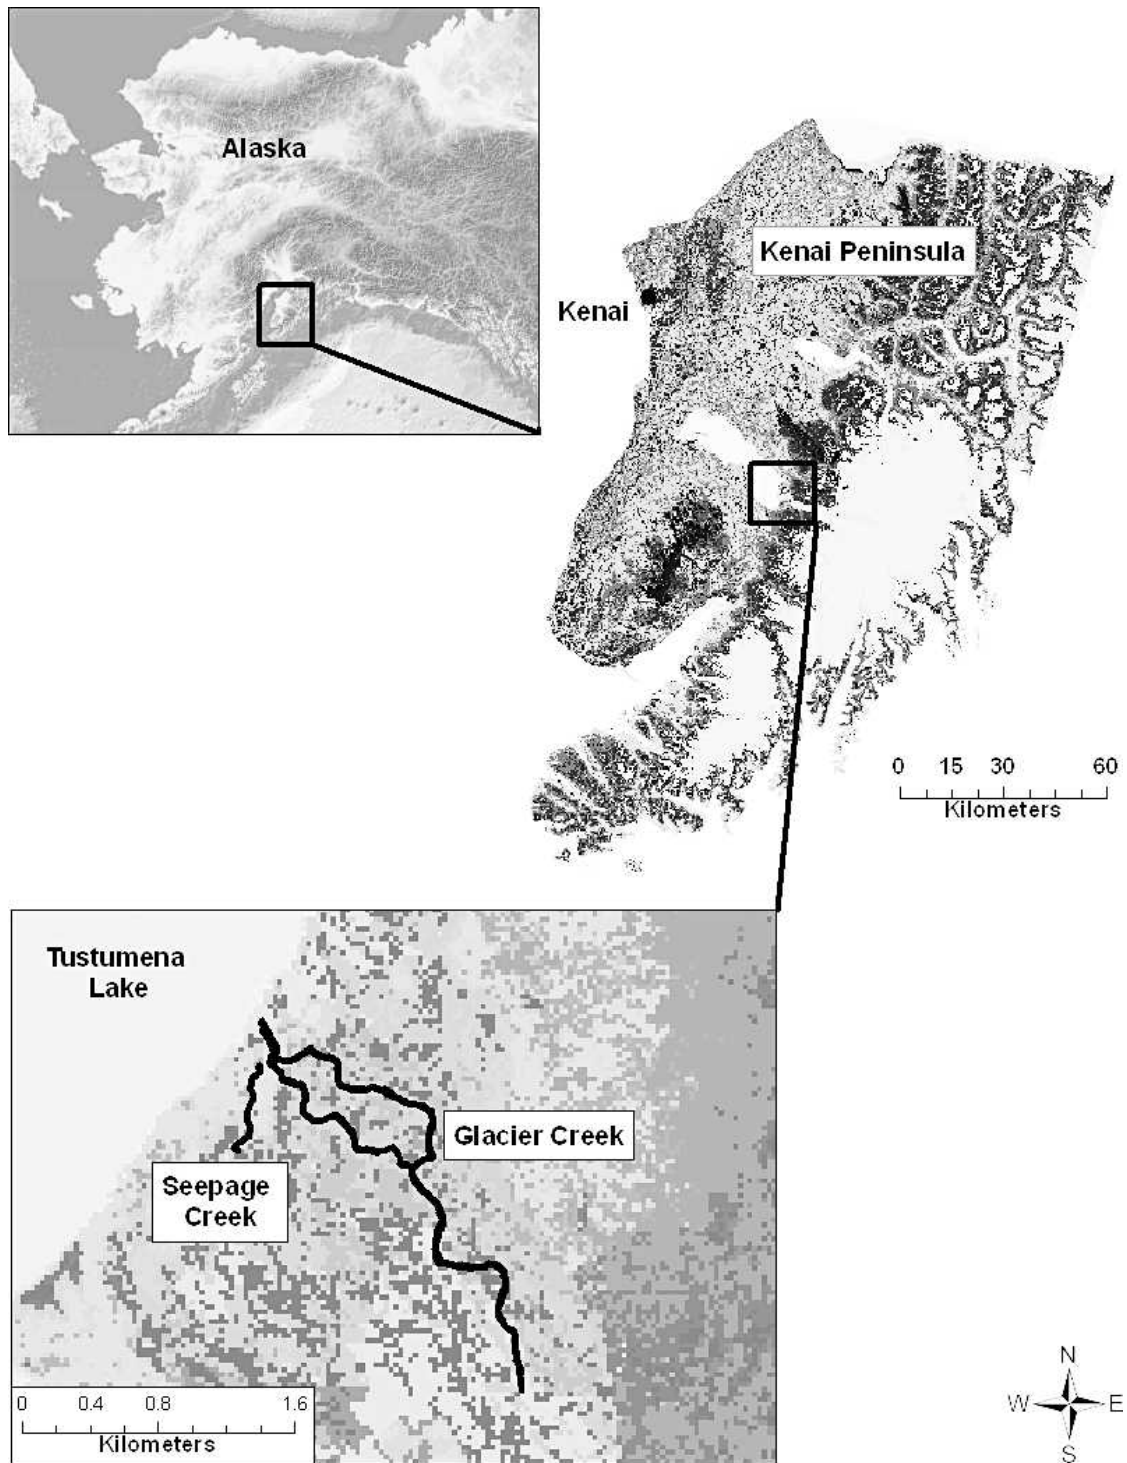 Alaska
Kenai Peninsula
Kenai
0 15 30 60
Kilometers
Tustumena
Lake
Glacier Creek
Seepage
Creek
0 0.4 0.8 1.6
Kilometers
N
W E
S